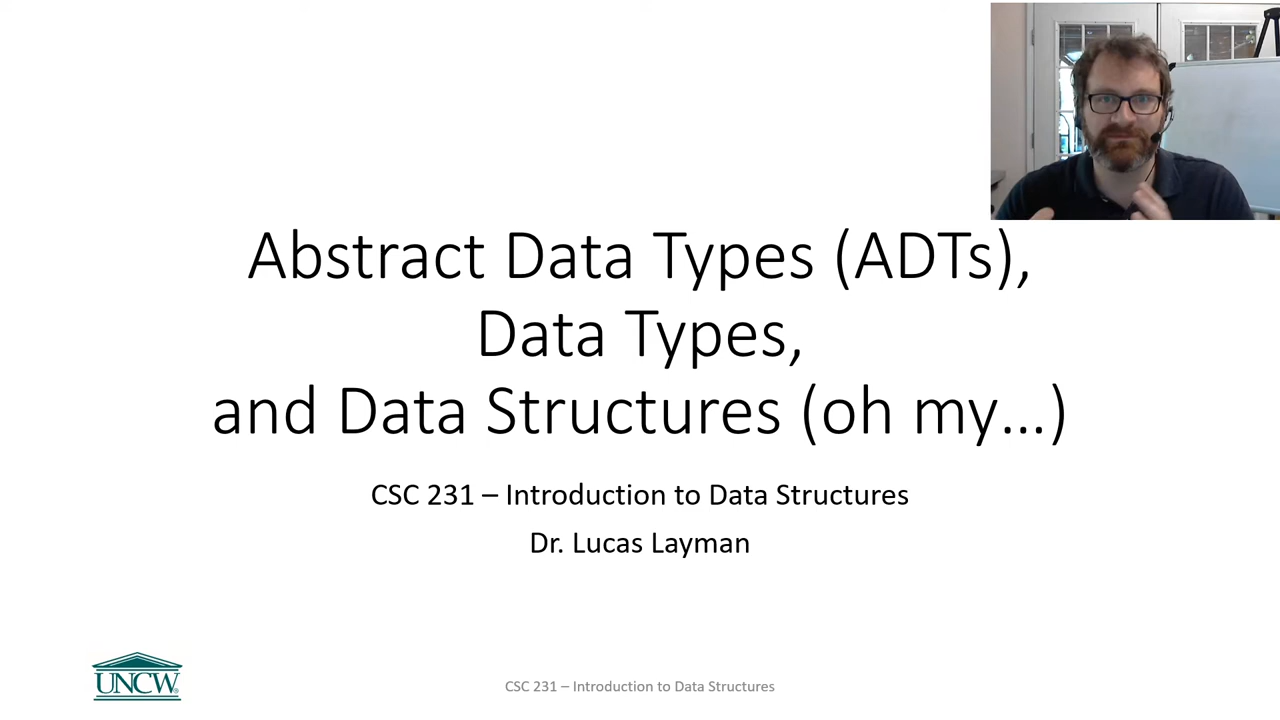 Abstract Data Types (ADTs),
Data Types,
and Data Structures (oh my…)
CSC 231 – Introduction to Data Structures
Dr. Lucas Layman
UNCW®
CSC 231 – Introduction to Data Structures